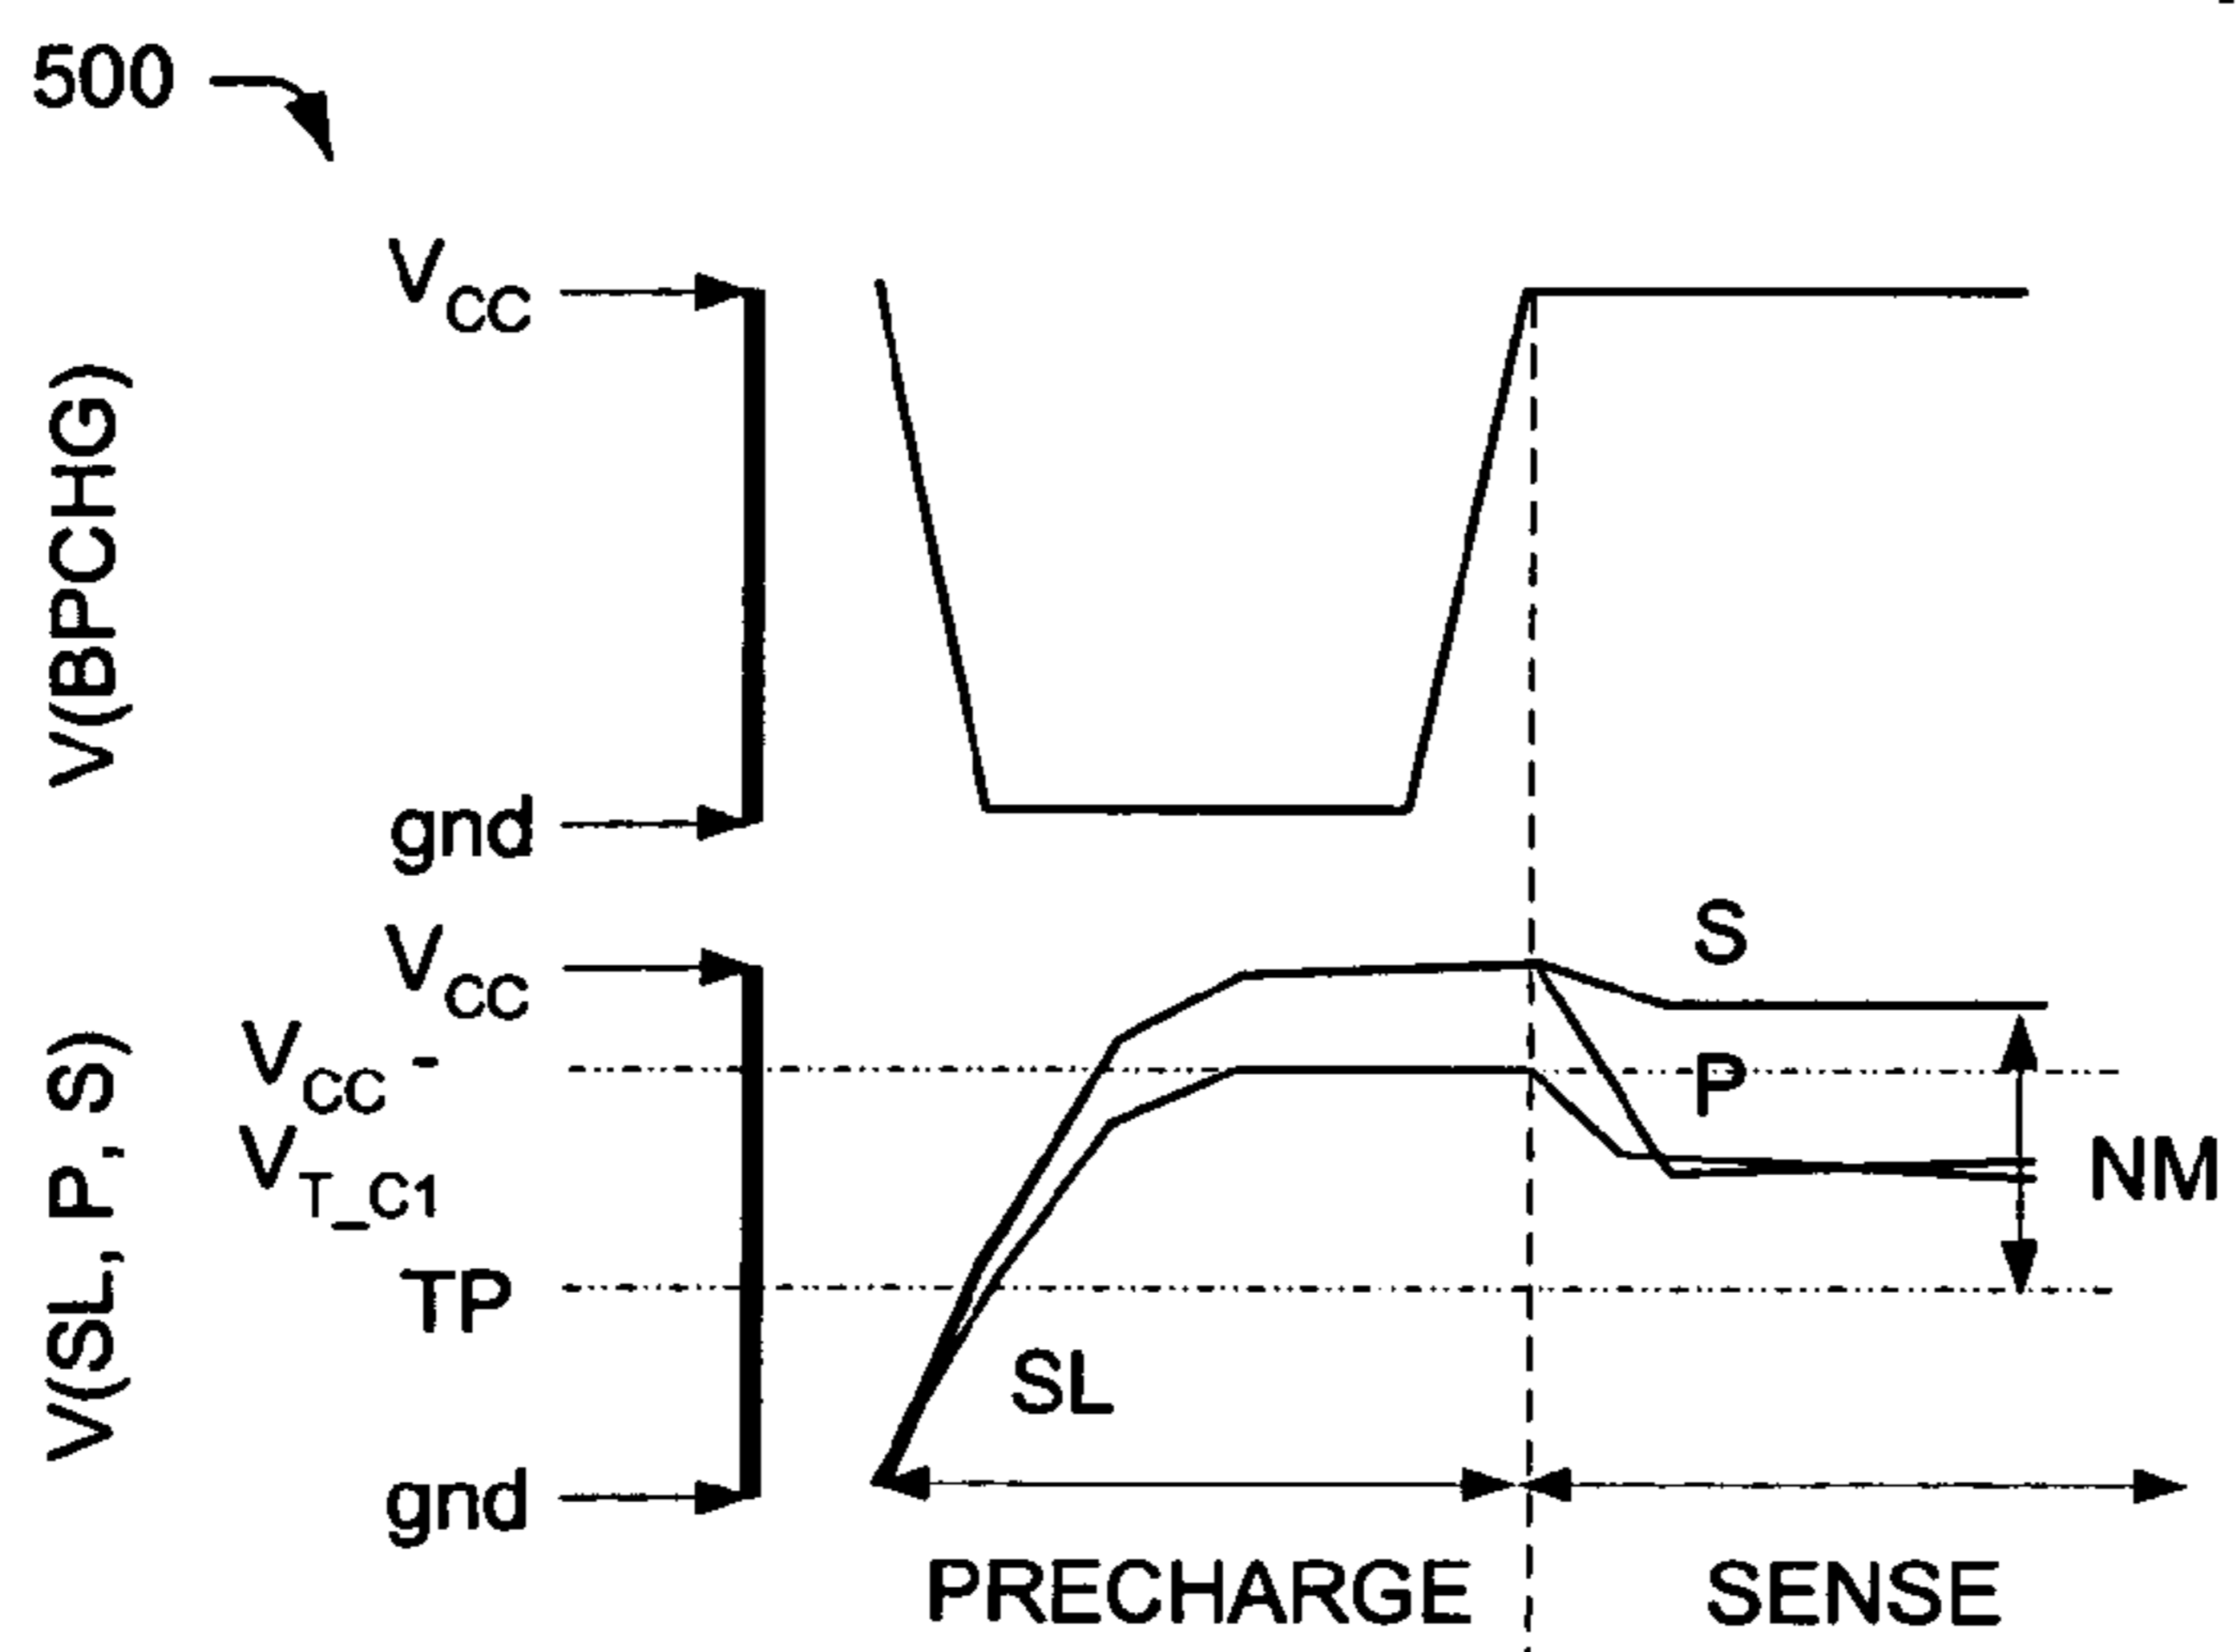 500
V(BPCHG)
VCC
gnd
V(SL, P, S)
VCC
VCC -
VT_C1
TP
gnd
S
P
NM
SL
PRECHARGE
SENSE